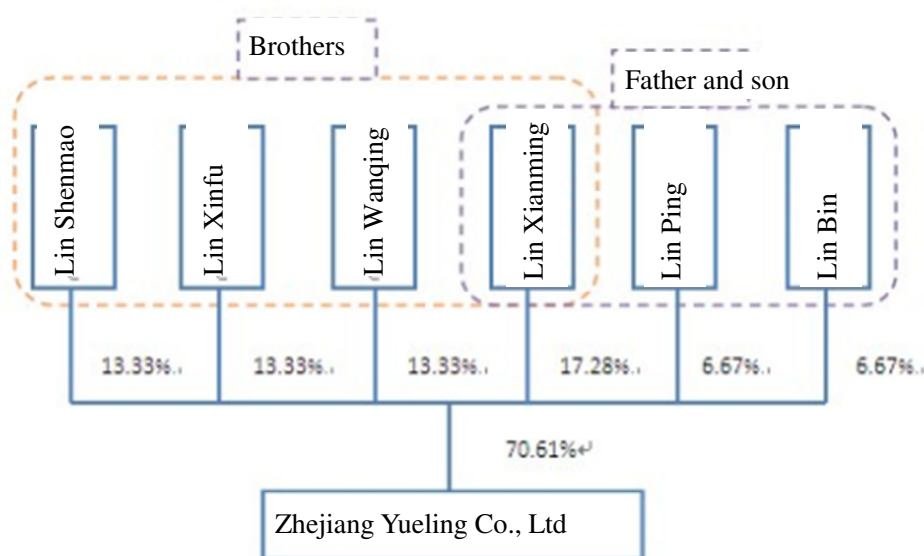 Brothers
Father and son
Lin Shenmao
Lin Xinfu
Lin Wanqing
Lin Xianming
Lin Ping
Lin Bin
13.33%
13.33%
13.33%
17.28%
6.67%
6.67%
70.61%↵
Zhejiang Yueling Co., Ltd